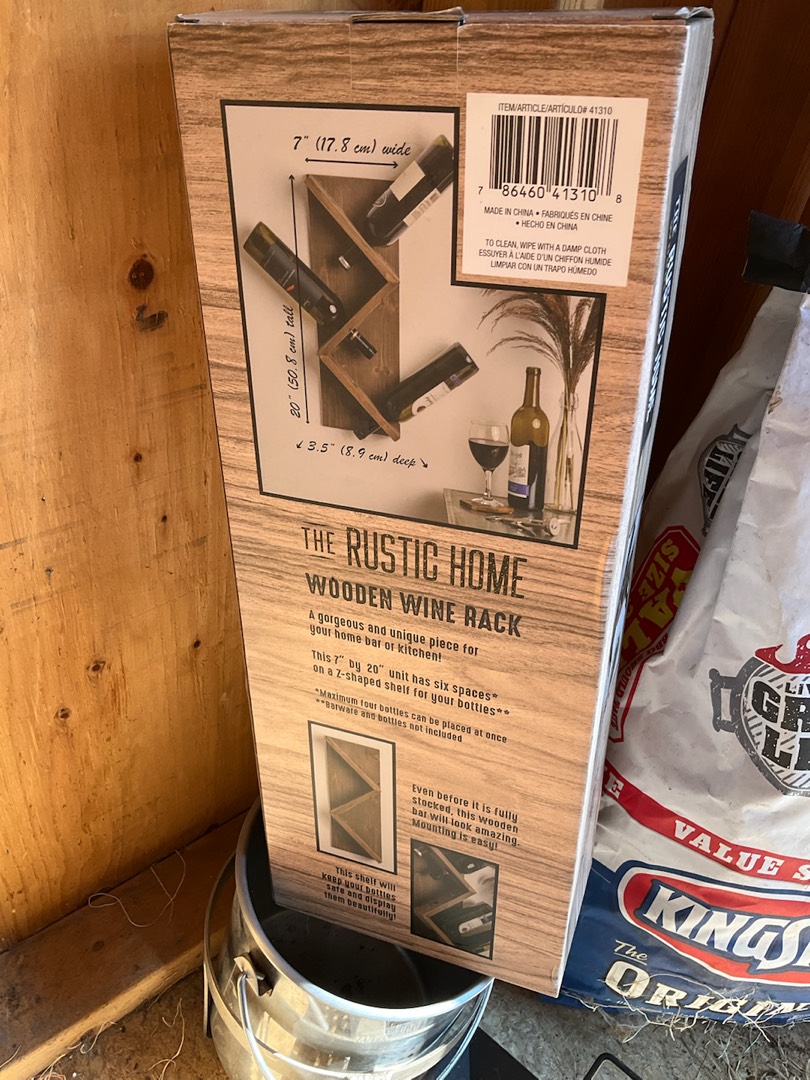 ITEM/ARTICLE/ARTÍCULO# 41310
7 86460 41310 8
MADE IN CHINA • FABRIQUÉS EN CHINE
• HECHO EN CHINA
TO CLEAN, WIPE WITH A DAMP CLOTH
ESSUYER À L'AIDE D'UN CHIFFON HUMIDE
LIMPIAR CON UN TRAPO HÚMEDO
7" (17.8 cm) wide
20" (50.8 cm) tall
3.5" (8.9 cm) deep
THE RUSTIC HOME
WOODEN WINE RACK
A gorgeous and unique piece for
your home bar or kitchen!
This 7" by 20" unit has six spaces*
on a Z-shaped shelf for your bottles**
*Maximum four bottles can be placed at once
**Barware and bottles not included
Even before it is fully
stocked, this wooden
bar will look amazing.
Mounting is easy!
This shelf will
keep your bottles
safe and display
them beautifully!
SIZE
VALUE
KINGS
The
ORIGIN